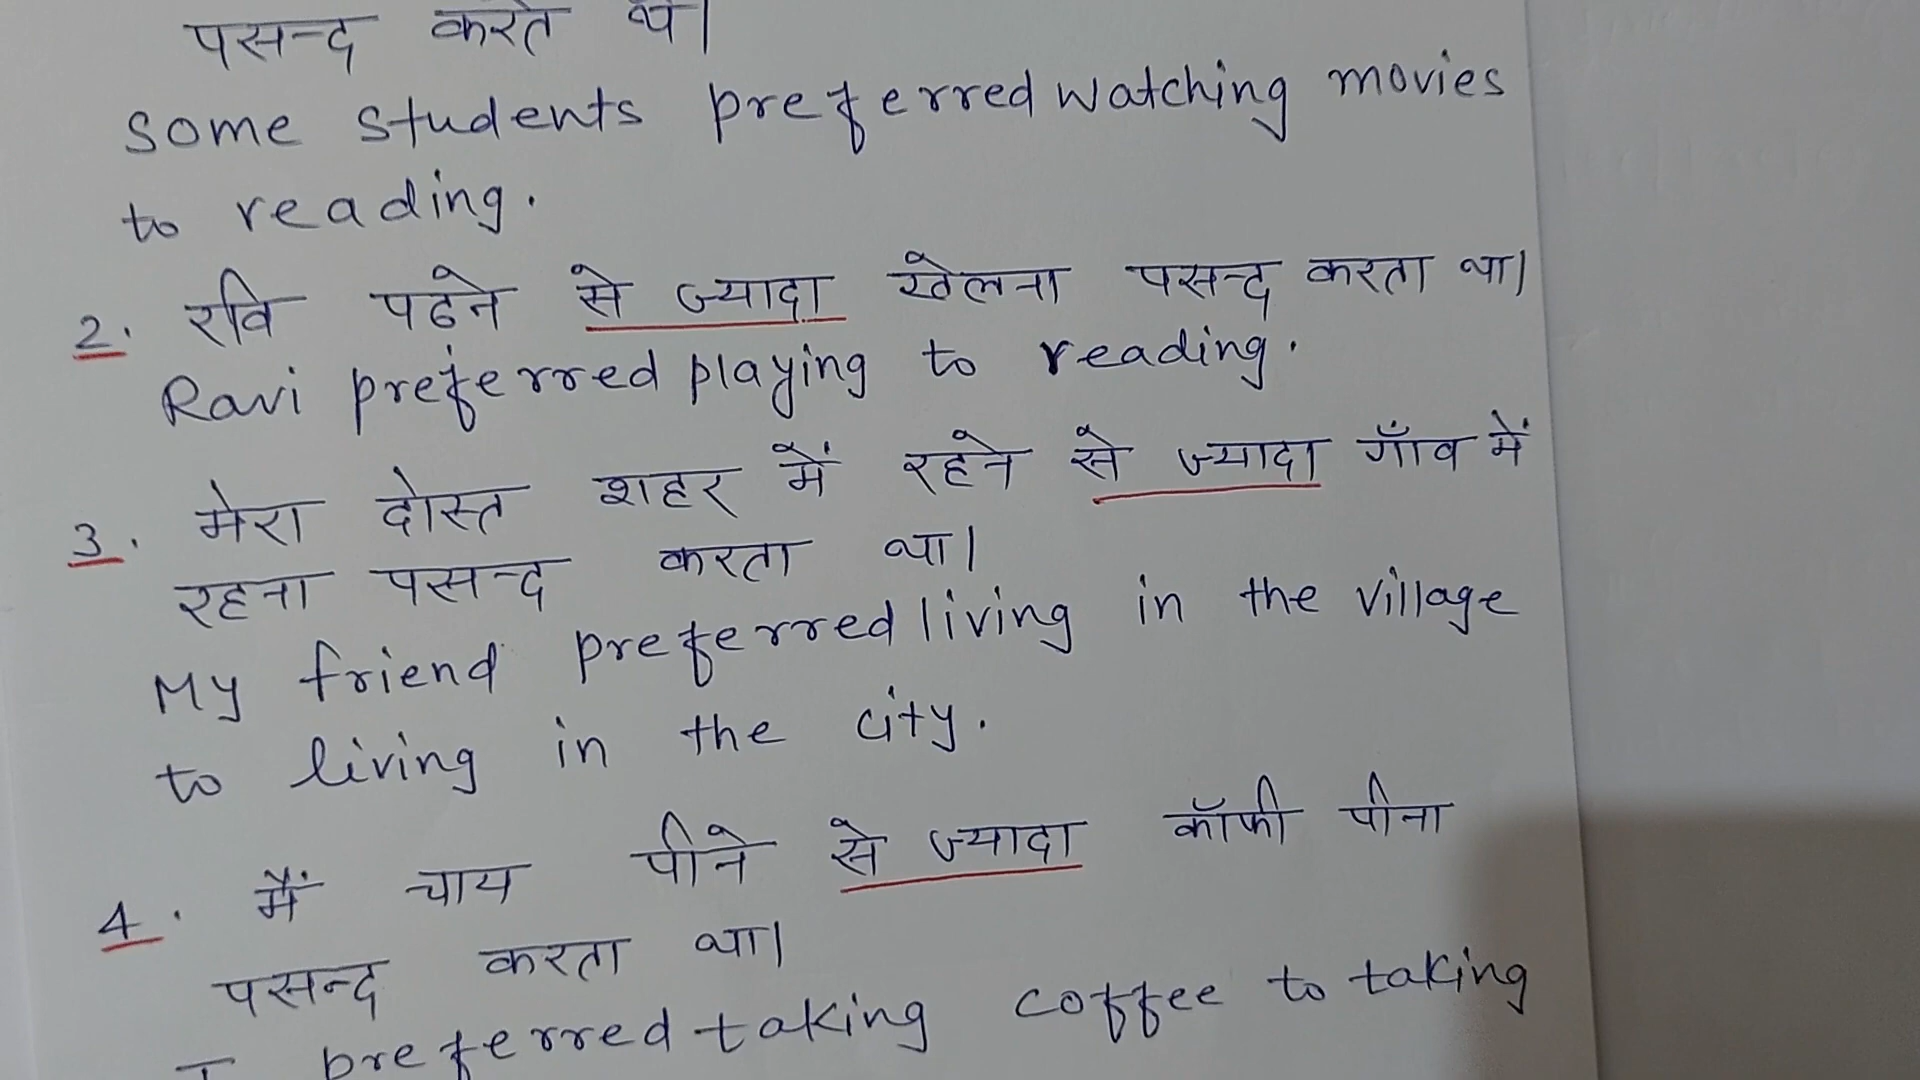 पसन्द करते थे।
some students preferred watching movies
to reading.
2. रवि पढने से ज्यादा खेलना पसन्द करता था।
Ravi preferred playing to reading.
3. मेरा दोस्त शहर में रहने से ज्यादा गाँव में
रहना पसन्द करता था।
My friend preferred living in the village
to living in the city.
4. मैं चाय पीने से ज्यादा कॉफी पीना
पसन्द करता था।
I preferred taking coffee to taking